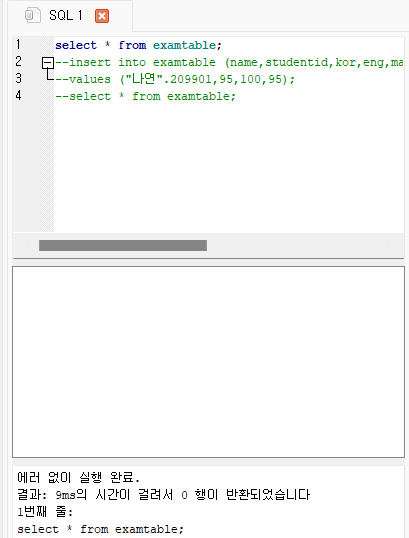 SQL 1
1 select * from examtable;
2 --insert into examtable (name,studentid,kor,eng,ma
3 --values ("나연".209901,95,100,95);
4 --select * from examtable;
에러 없이 실행 완료.
결과: 9ms의 시간이 걸려서 0 행이 반환되었습니다
1번째 줄:
select * from examtable;